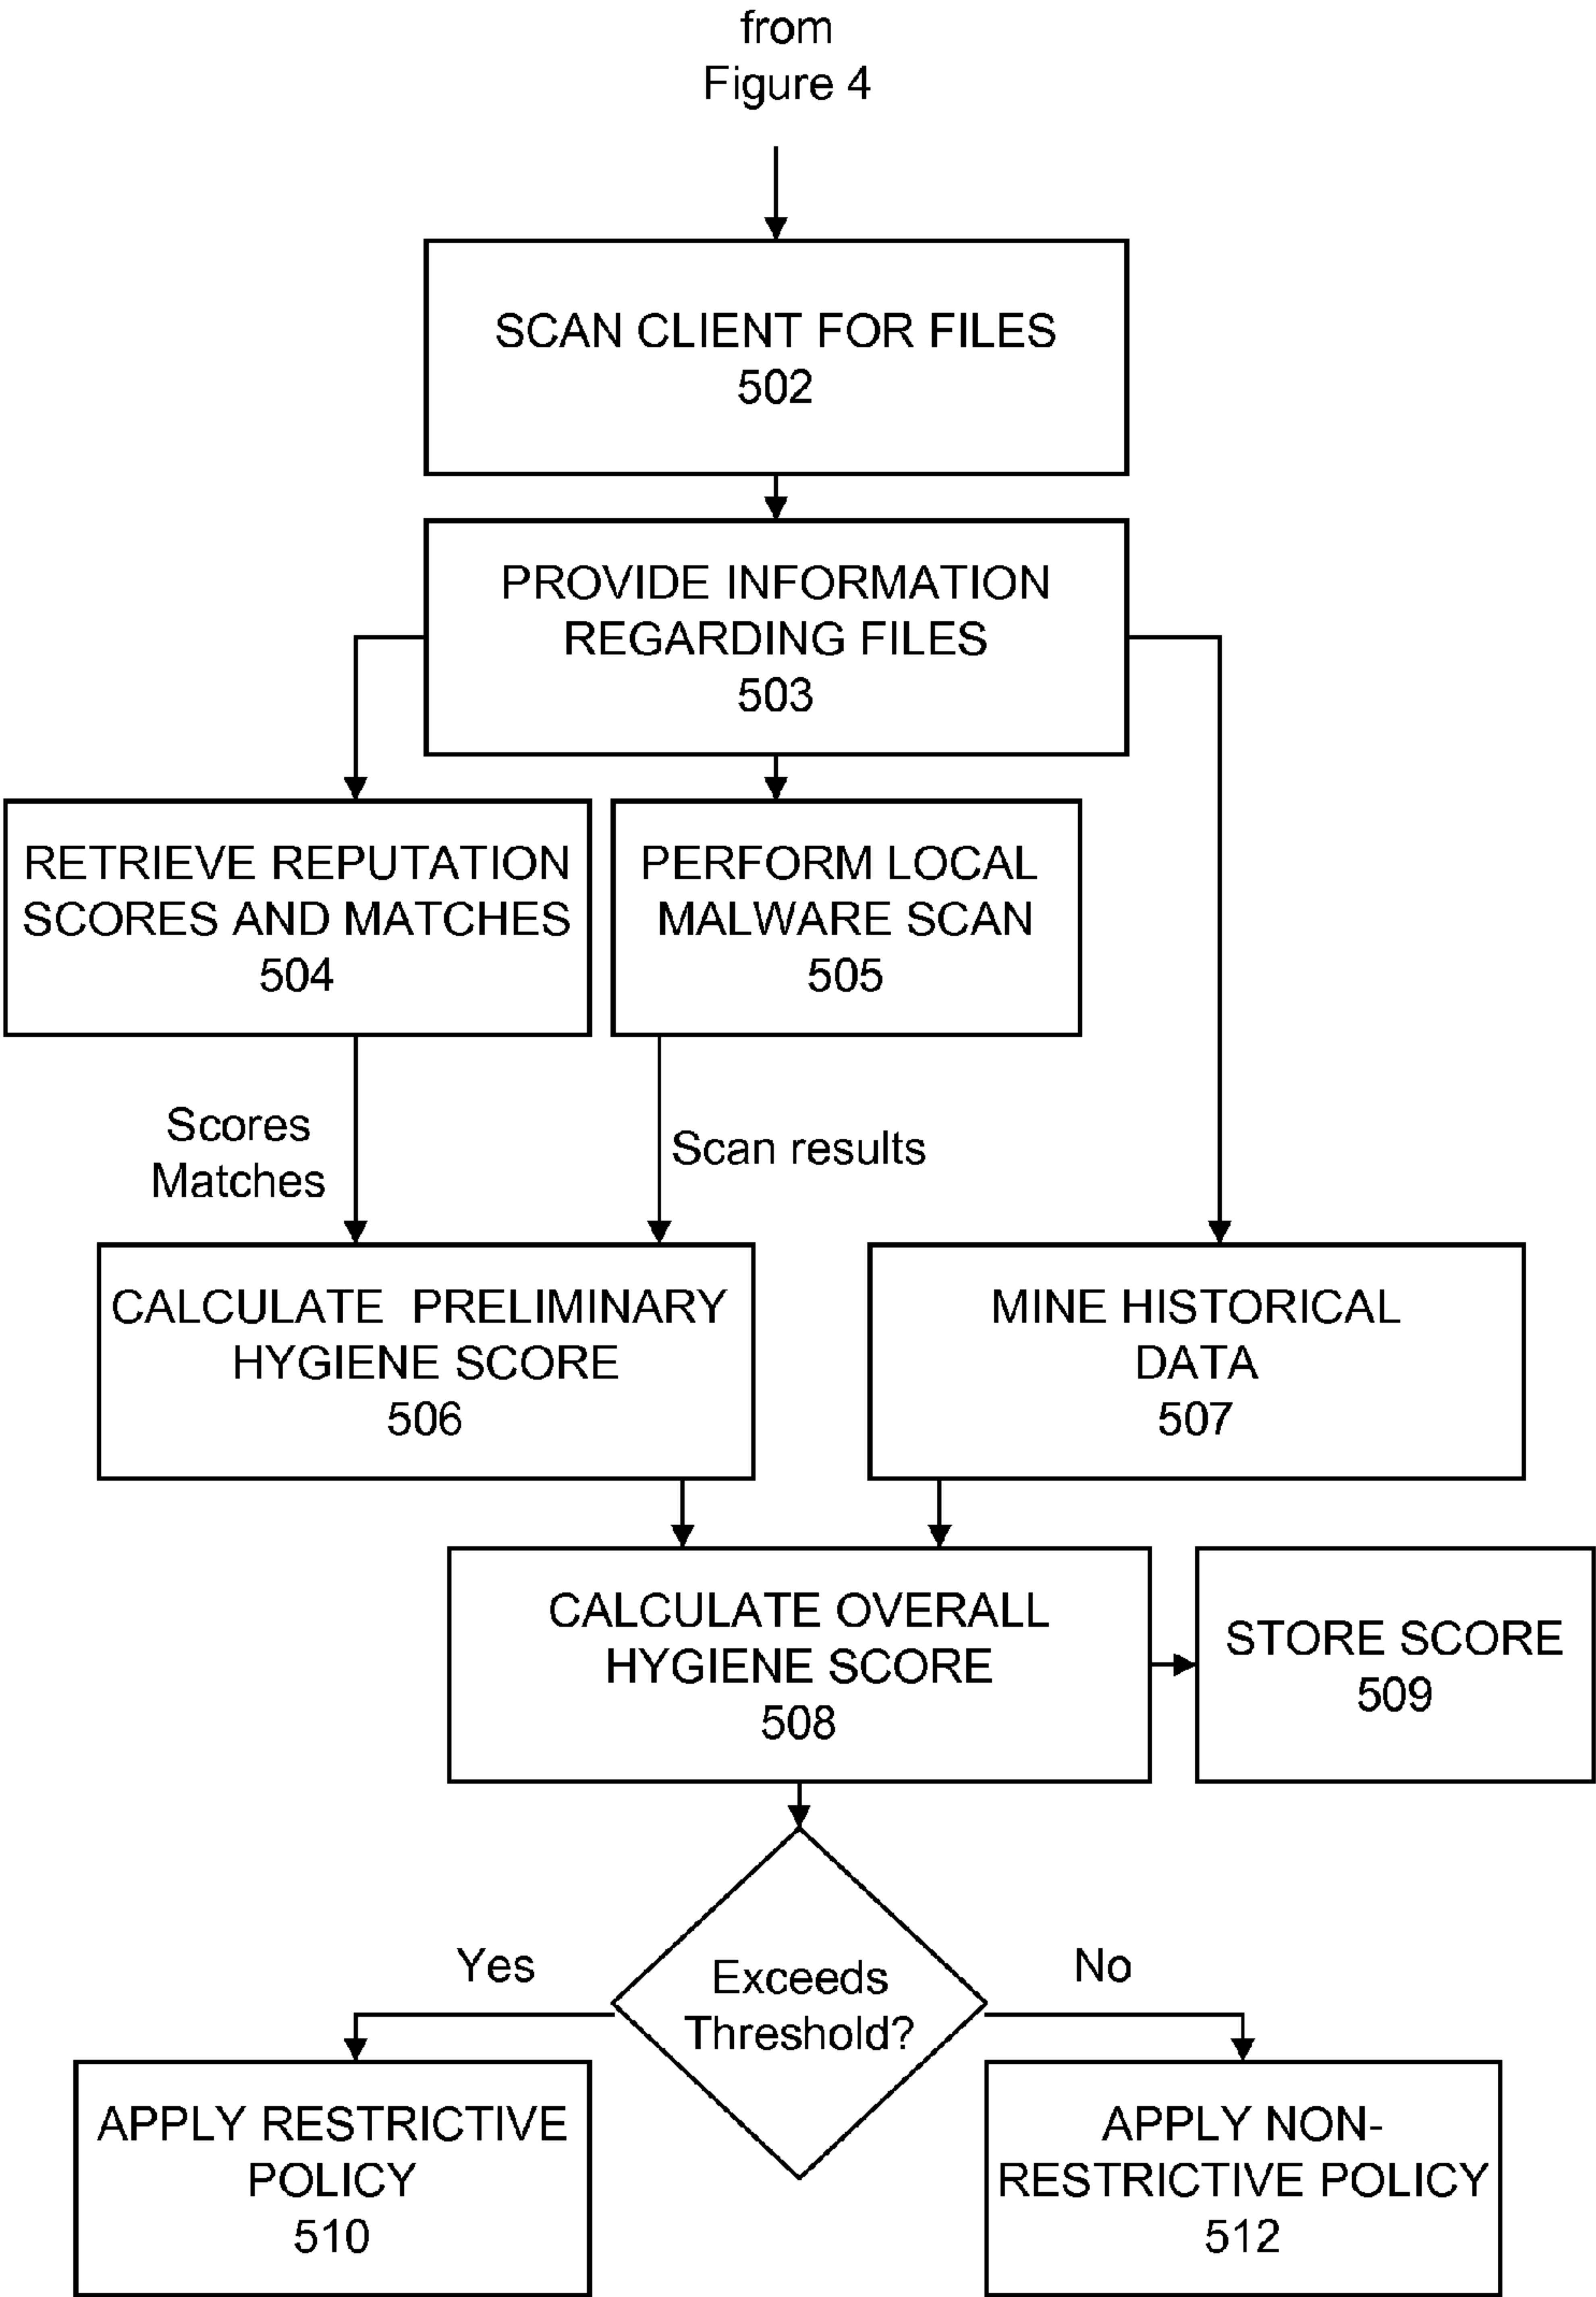 from
Figure 4
SCAN CLIENT FOR FILES
502
PROVIDE INFORMATION
REGARDING FILES
503
RETRIEVE REPUTATION
SCORES AND MATCHES
504
PERFORM LOCAL
MALWARE SCAN
505
Scores
Matches
Scan results
CALCULATE PRELIMINARY
HYGIENE SCORE
506
MINE HISTORICAL
DATA
507
CALCULATE OVERALL
HYGIENE SCORE
508
STORE SCORE
509
Yes
Exceeds
Threshold?
No
APPLY RESTRICTIVE
POLICY
510
APPLY NON-
RESTRICTIVE POLICY
512